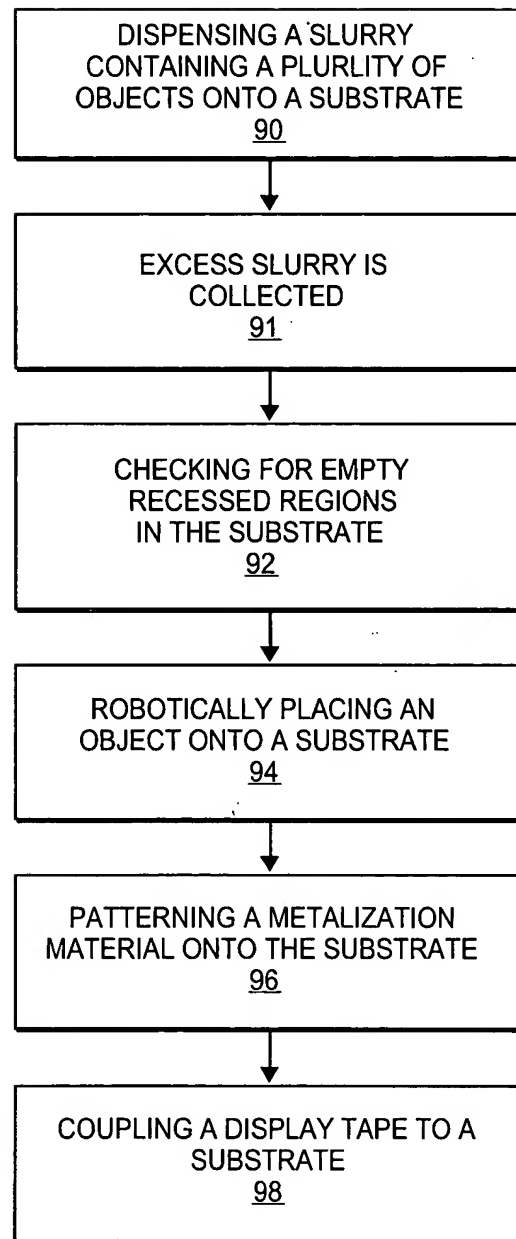 DISPENSING A SLURRY
CONTAINING A PLURLITY OF
OBJECTS ONTO A SUBSTRATE
90
EXCESS SLURRY IS
COLLECTED
91
CHECKING FOR EMPTY
RECESSED REGIONS
IN THE SUBSTRATE
92
ROBOTICALLY PLACING AN
OBJECT ONTO A SUBSTRATE
94
PATTERNING A METALIZATION
MATERIAL ONTO THE SUBSTRATE
96
COUPLING A DISPLAY TAPE TO A
SUBSTRATE
98